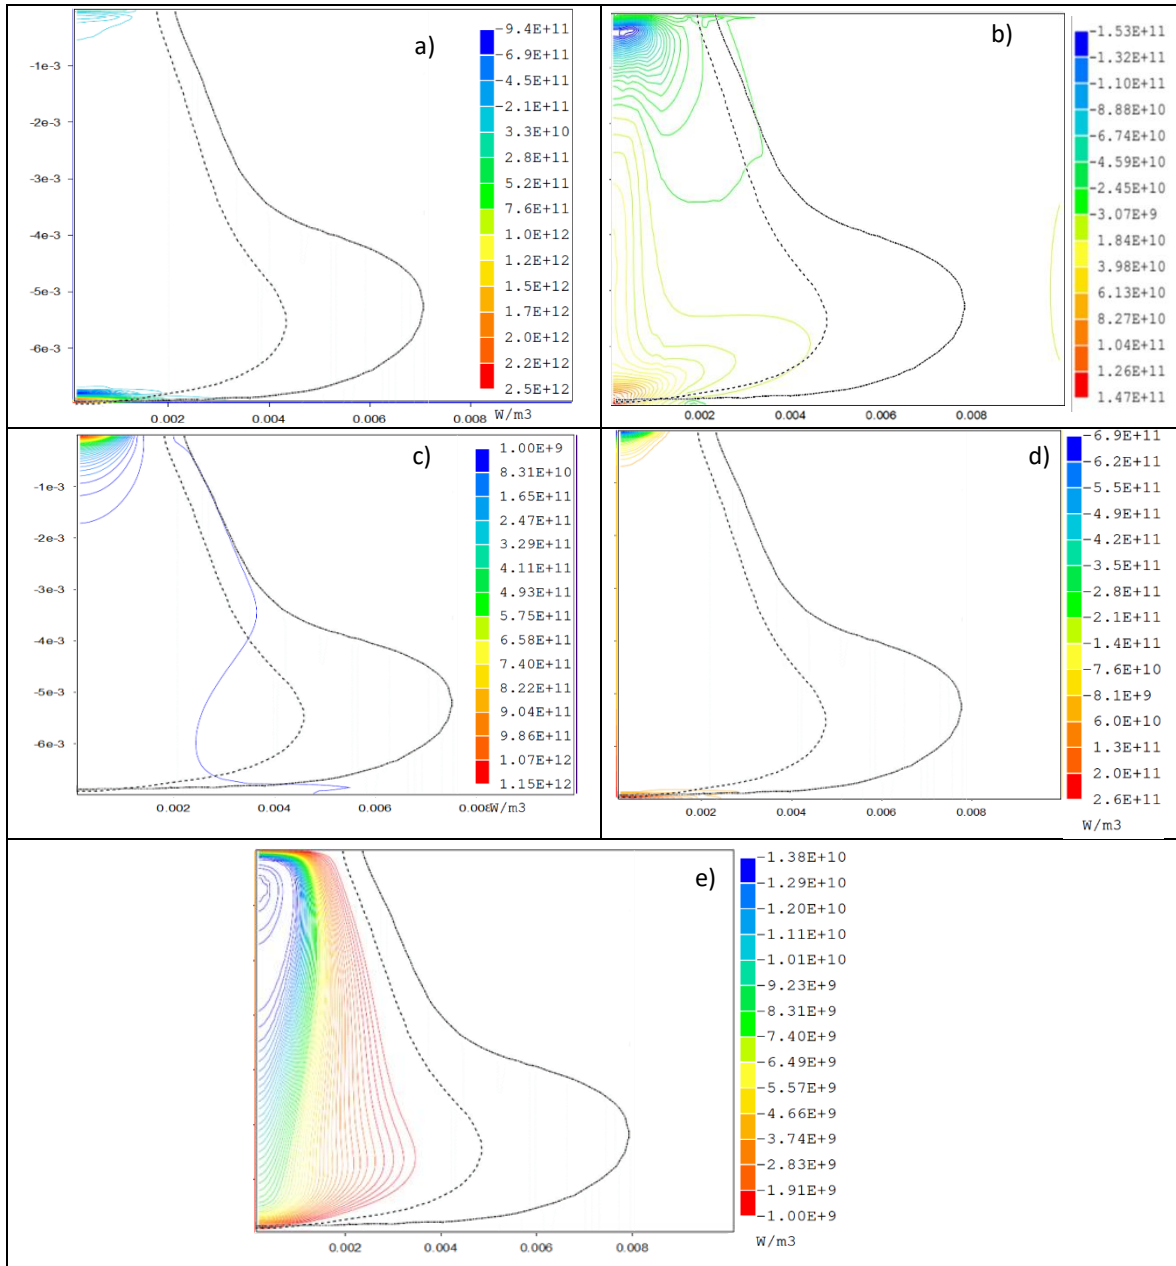 a)
-1e-3
-2e-3
-3e-3
-4e-3
-5e-3
-6e-3
0.002
0.004
0.006
0.008
-9.4E+11
-6.9E+11
-4.5E+11
-2.1E+11
3.3E+10
2.8E+11
5.2E+11
7.6E+11
1.0E+12
1.2E+12
1.5E+12
1.7E+12
2.0E+12
2.2E+12
2.5E+12
W/m3
b)
0.002
0.004
0.006
0.008
-1.53E+11
-1.32E+11
-1.10E+11
-8.88E+10
-6.74E+10
-4.59E+10
-2.45E+10
-3.07E+9
1.84E+10
3.98E+10
6.13E+10
8.27E+10
1.04E+11
1.26E+11
1.47E+11
c)
-1e-3
-2e-3
-3e-3
-4e-3
-5e-3
-6e-3
0.002
0.004
0.006
0.008
1.00E+9
8.31E+10
1.65E+11
2.47E+11
3.29E+11
4.11E+11
4.93E+11
5.75E+11
6.58E+11
7.40E+11
8.22E+11
9.04E+11
9.86E+11
1.07E+12
1.15E+12
W/m3
d)
0.002
0.004
0.006
0.008
-6.9E+11
-6.2E+11
-5.5E+11
-4.9E+11
-4.2E+11
-3.5E+11
-2.8E+11
-2.1E+11
-1.4E+11
-7.6E+10
-8.1E+9
6.0E+10
1.3E+11
2.0E+11
2.6E+11
W/m3
e)
0.002
0.004
0.006
0.008
-1.38E+10
-1.29E+10
-1.20E+10
-1.11E+10
-1.01E+10
-9.23E+9
-8.31E+9
-7.40E+9
-6.49E+9
-5.57E+9
-4.66E+9
-3.74E+9
-2.83E+9
-1.91E+9
-1.00E+9
W/m3